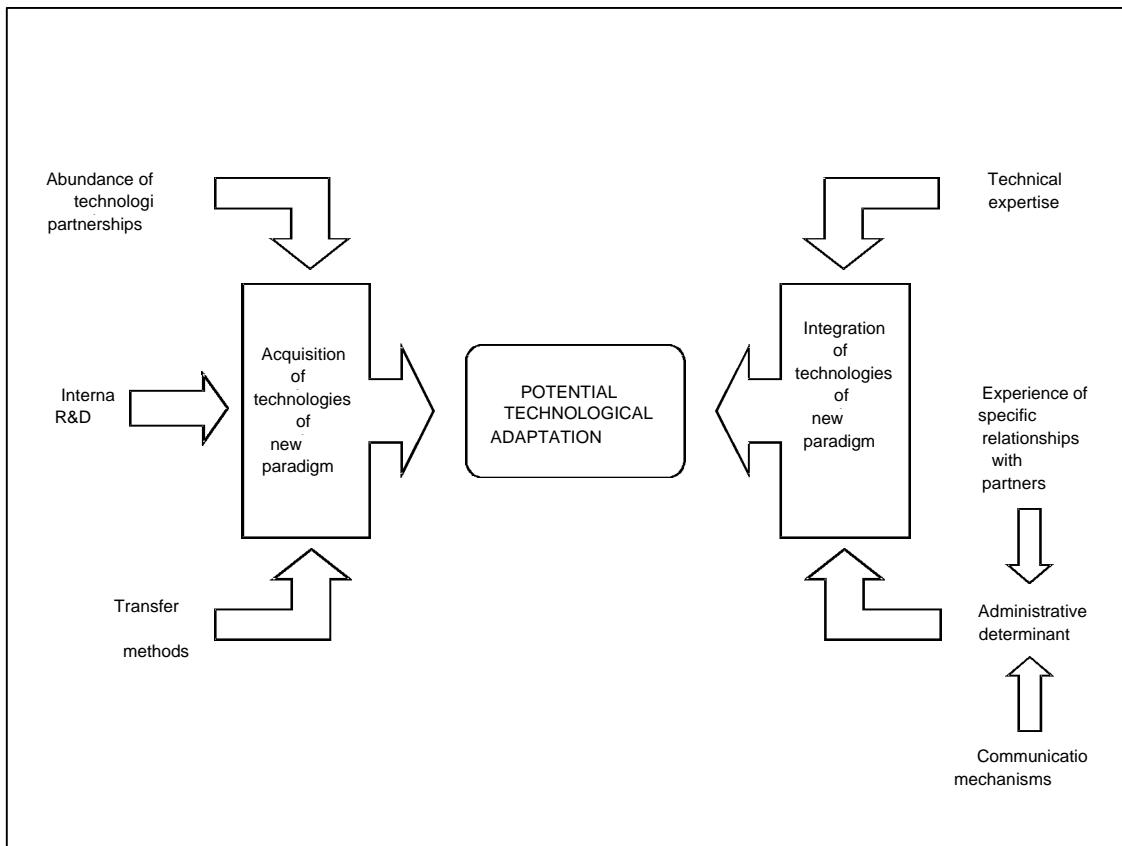 Abundance of
technologi
partnerships
Interna
R&D
Transfer
methods
Acquisition
of
technologies
of
new
paradigm
POTENTIAL
TECHNOLOGICAL
ADAPTATION
Integration
of
technologies
of
new
paradigm
Technical
expertise
Experience of
specific
relationships
with
partners
Administrative
determinant
Communicatio
mechanisms